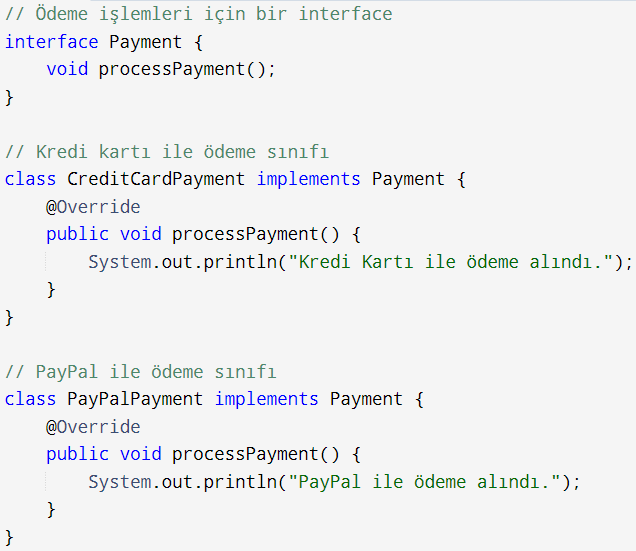 // Ödeme işlemleri için bir interface
interface Payment {
    void processPayment();
}
// Kredi kartı ile ödeme sınıfı
class CreditCardPayment implements Payment {
    @Override
    public void processPayment() {
        System.out.println("Kredi Kartı ile ödeme alındı.");
    }
}
// PayPal ile ödeme sınıfı
class PayPalPayment implements Payment {
    @Override
    public void processPayment() {
        System.out.println("PayPal ile ödeme alındı.");
    }
}